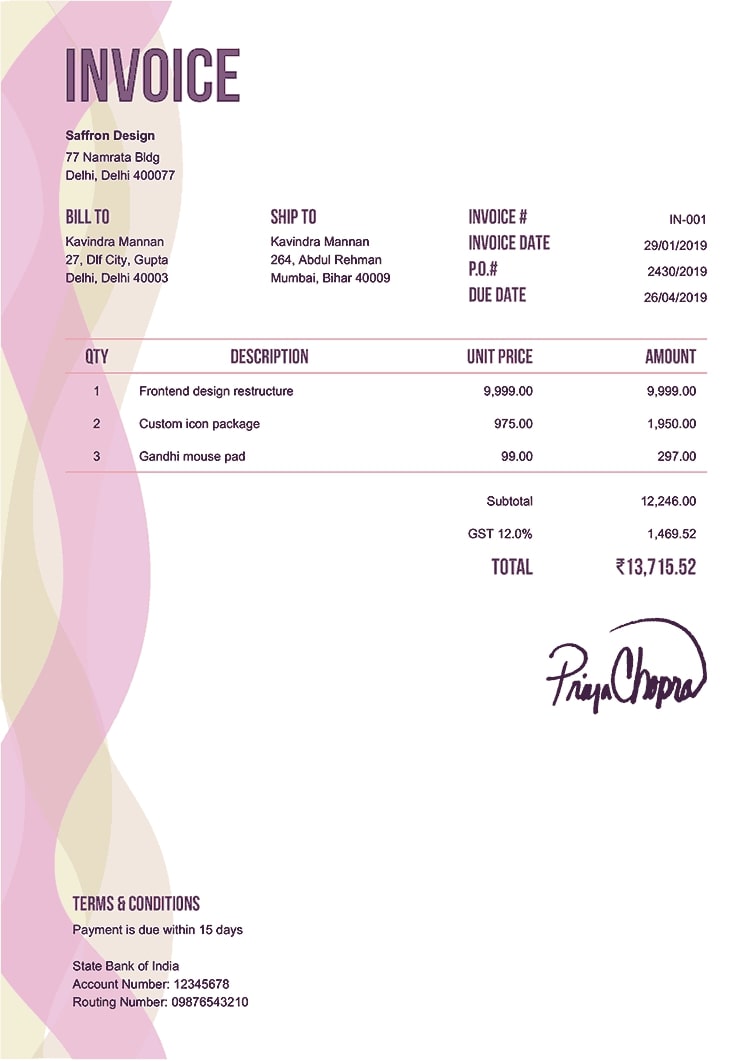 INVOICE
Saffron Design
77 Namrata Bldg
Delhi, Delhi 400077
BILL TO
Kavindra Mannan
27, Dlf City, Gupta
Delhi, Delhi 40003
SHIP TO
Kavindra Mannan
264, Abdul Rehman
Mumbai, Bihar 40009
INVOICE # IN-001
INVOICE DATE 29/01/2019
P.O.# 2430/2019
DUE DATE 26/04/2019
QTY DESCRIPTION UNIT PRICE AMOUNT
1 Frontend design restructure 9,999.00 9,999.00
2 Custom icon package 975.00 1,950.00
3 Gandhi mouse pad 99.00 297.00
Subtotal 12,246.00
GST 12.0% 1,469.52
TOTAL ₹13,715.52
Priya Chopra
TERMS & CONDITIONS
Payment is due within 15 days
State Bank of India
Account Number: 12345678
Routing Number: 09876543210